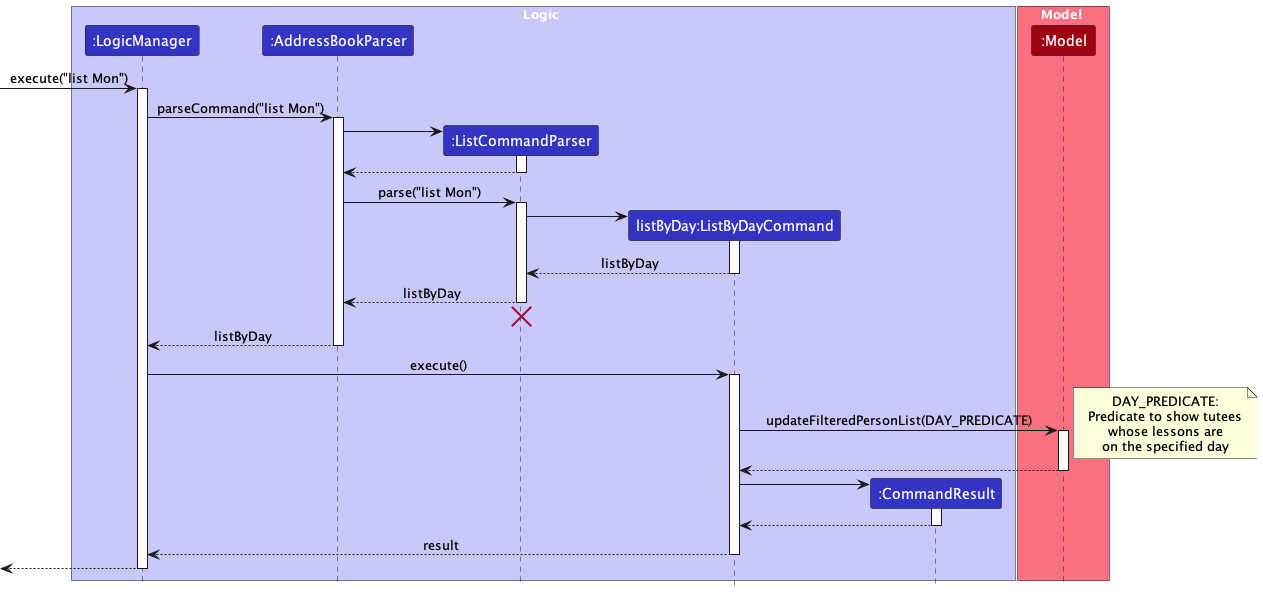 Logic
Model
:LogicManager
:AddressBookParser
:Model
execute("list Mon")
parseCommand("list Mon")
:ListCommandParser
parse("list Mon")
listByDay:ListByDayCommand
listByDay
listByDay
listByDay
execute()
DAY_PREDICATE:
Predicate to show tutees
whose lessons are
on the specified day
updateFilteredPersonList(DAY_PREDICATE)
:CommandResult
result